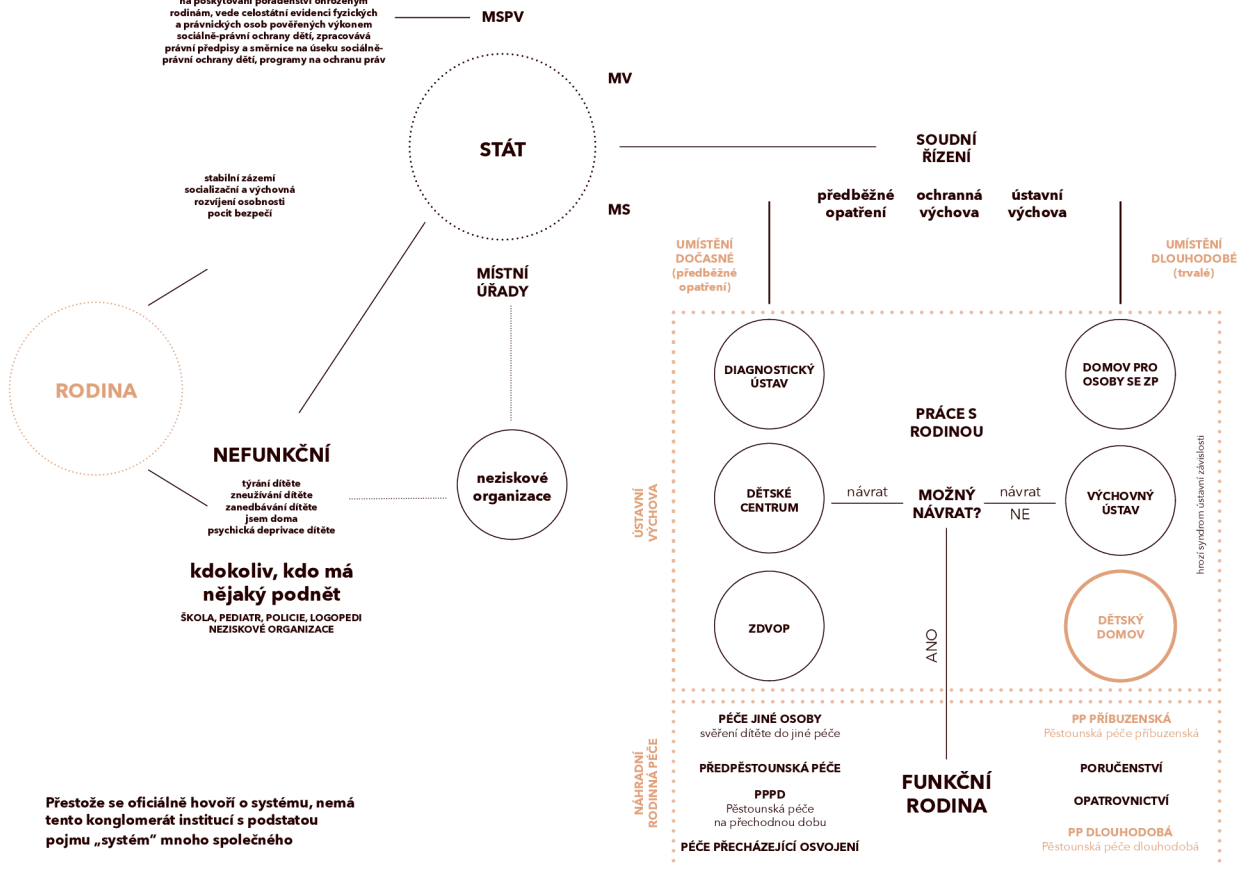 na poskytování poradenství ohroženým
rodinám, vede celostátní evidenci fyzických
a právnických osob pověřených výkonem
sociálně-právní ochrany dětí, zpracovává
právní předpisy a směrnice na úseku sociálně-
právní ochrany dětí, programy na ochranu práv
MSPV
MV
STÁT
MS
SOUDNÍ
ŘÍZENÍ
předběžné
opatření
ochranná
výchova
ústavní
výchova
stabilní zázemí
socializační a výchovná
rozvíjení osobnosti
pocit bezpečí
MÍSTNÍ
ÚŘADY
UMÍSTĚNÍ
DOČASNÉ
(předběžné
opatření)
UMÍSTĚNÍ
DLOUHODOBÉ
(trvalé)
RODINA
NEFUNKČNÍ
týrání dítěte
zneužívání dítěte
zanedbávání dítěte
jsem doma
psychická deprivace dítěte
neziskové
organizace
kdokoliv, kdo má
nějaký podnět
ŠKOLA, PEDIATR, POLICIE, LOGOPEDI
NEZISKOVÉ ORGANIZACE
ÚSTAVNÍ
VÝCHOVA
DIAGNOSTICKÝ
ÚSTAV
DĚTSKÉ
CENTRUM
ZDVOP
PRÁCE S
RODINOU
návrat
MOŽNÝ
NÁVRAT?
návrat
NE
ANO
DOMOV PRO
OSOBY SE ZP
VÝCHOVNÝ
ÚSTAV
DĚTSKÝ
DOMOV
hrozí syndrom ústavní závislosti
NÁHRADNÍ
RODINNÁ PÉČE
PÉČE JINÉ OSOBY
svěření dítěte do jiné péče
PŘEDPĚSTOUNSKÁ PÉČE
PPPD
Pěstounská péče
na přechodnou dobu
PÉČE PŘECHÁZEJÍCÍ OSVOJENÍ
FUNKČNÍ
RODINA
PP PŘÍBUZENSKÁ
Pěstounská péče příbuzenská
PORUČENSTVÍ
OPATROVNICTVÍ
PP DLOUHODOBÁ
Pěstounská péče dlouhodobá
Přestože se oficiálně hovoří o systému, nemá
tento konglomerát institucí s podstatou
pojmu „systém“ mnoho společného